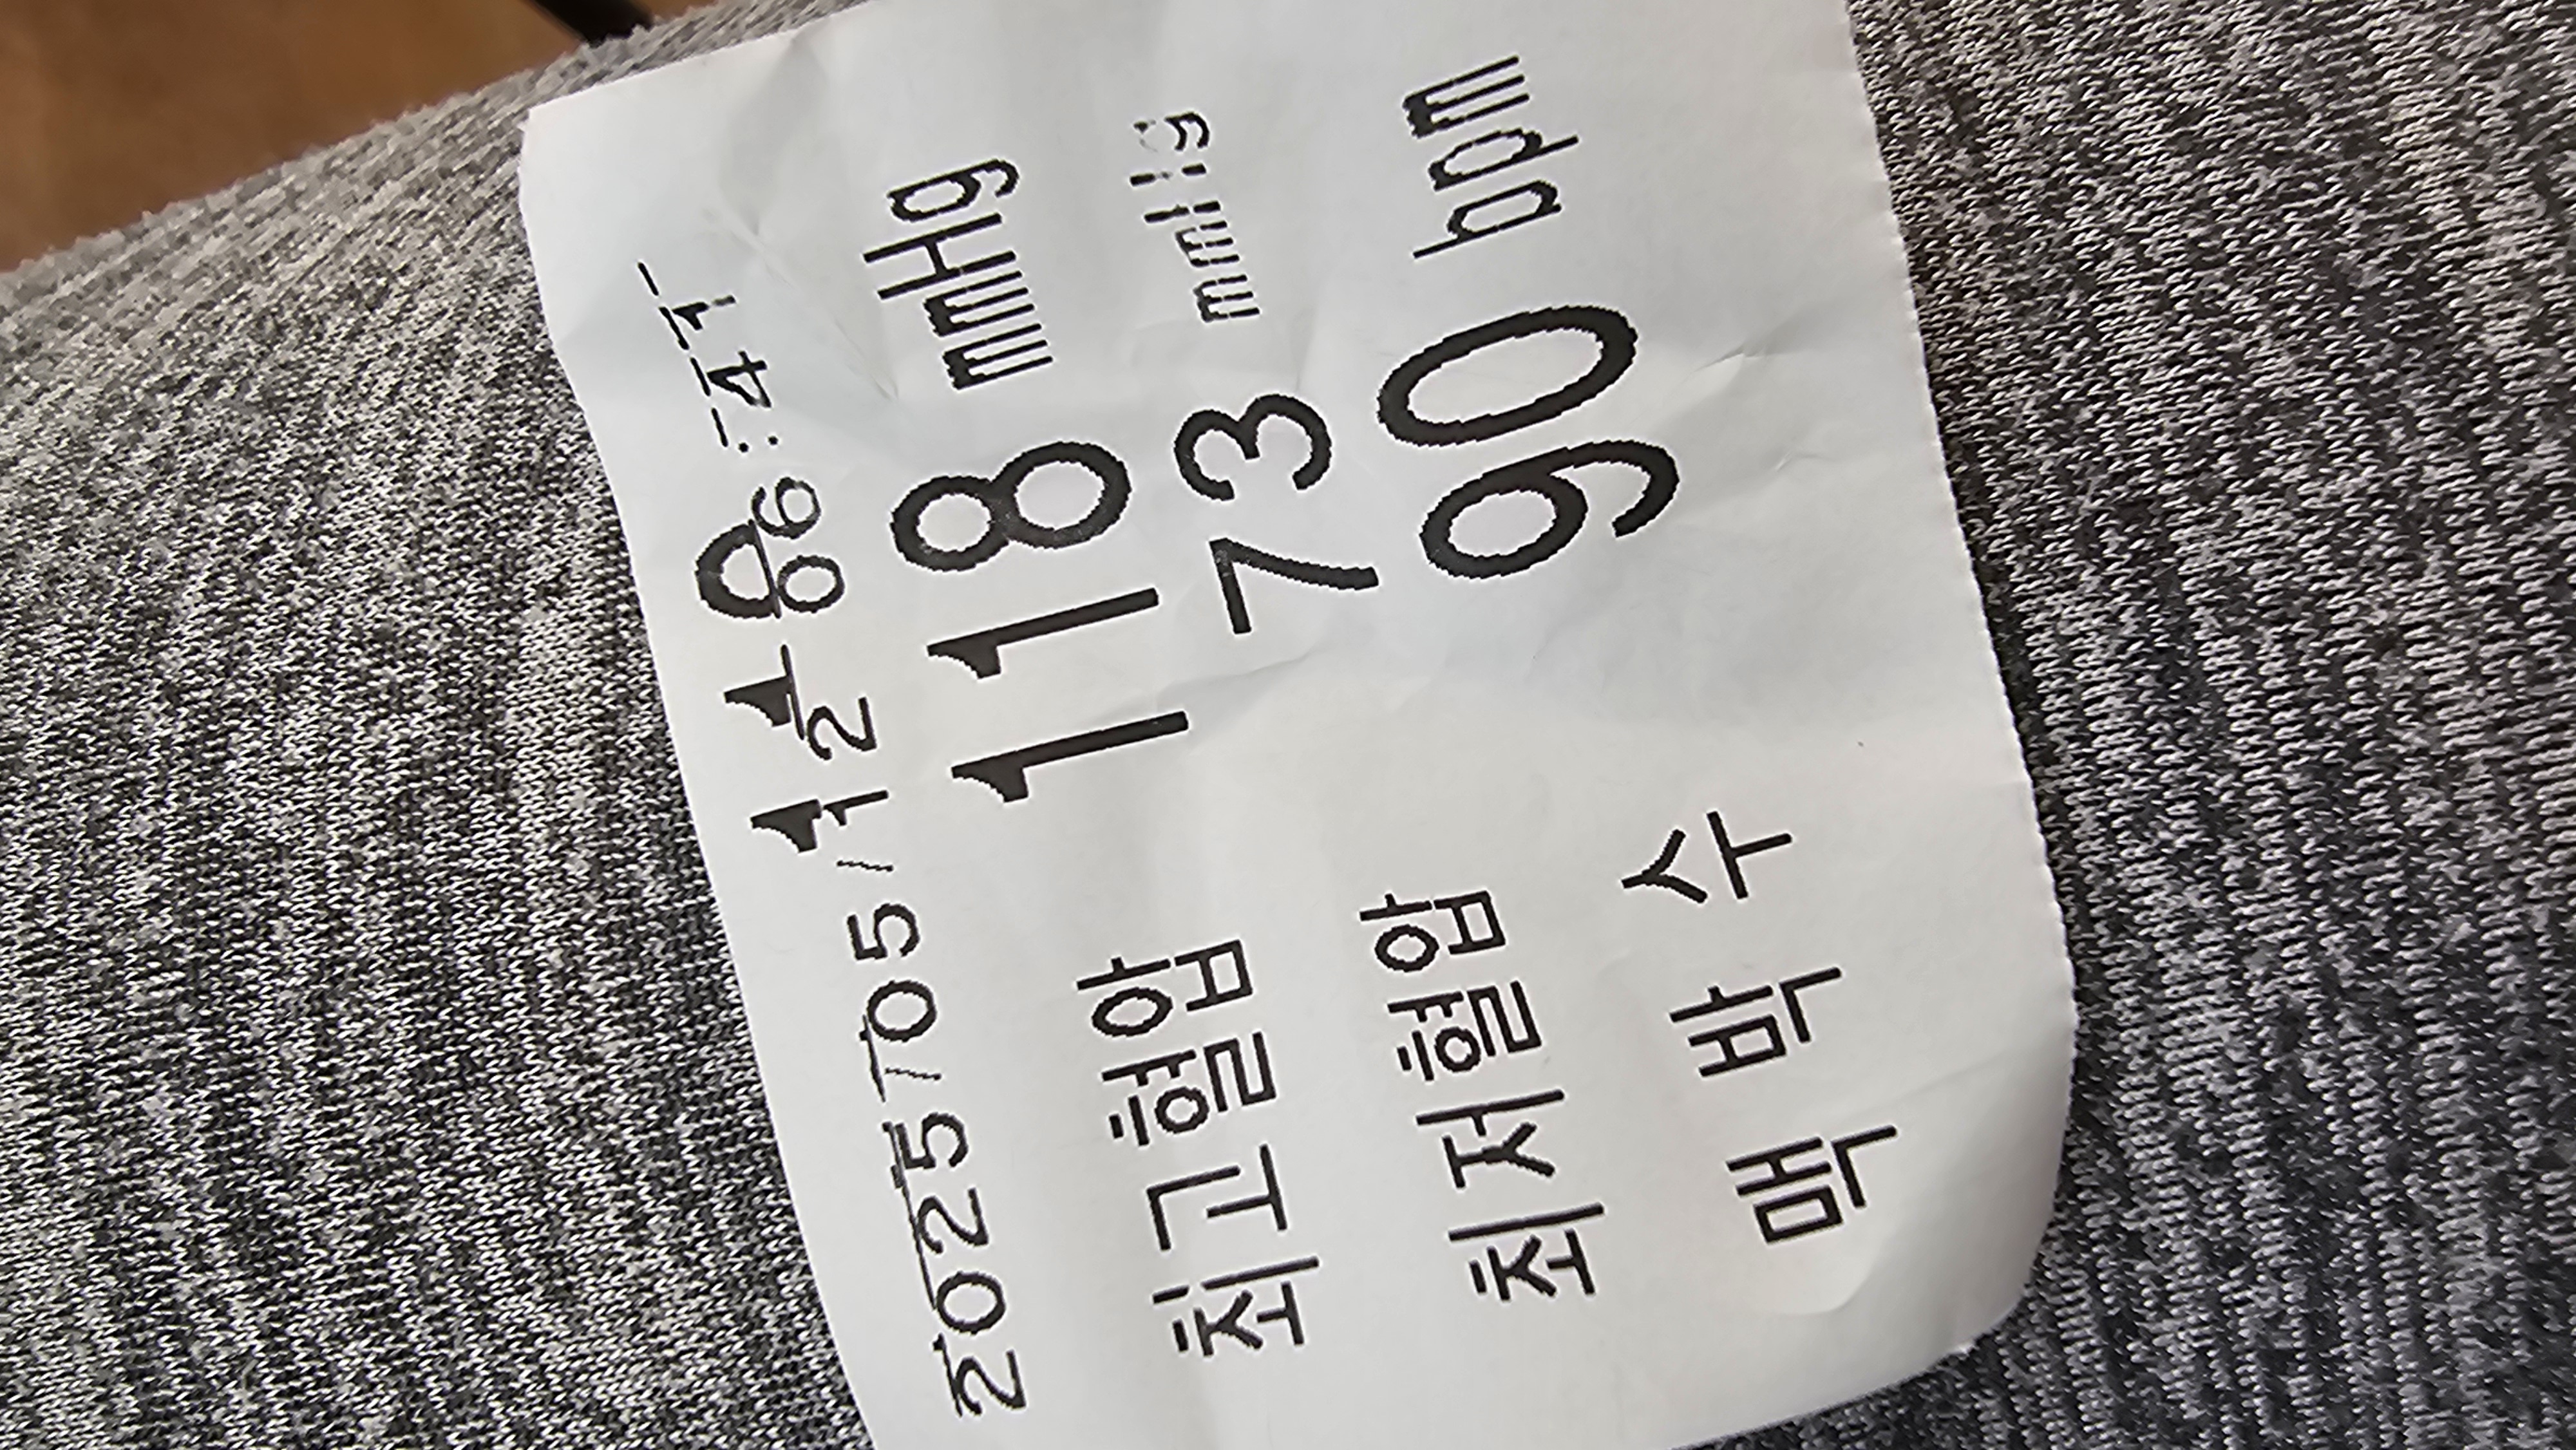 2025/05/12 06:41
최고혈압 118 mmHg
최저혈압 73 mmHg
맥 박 수 90 bpm